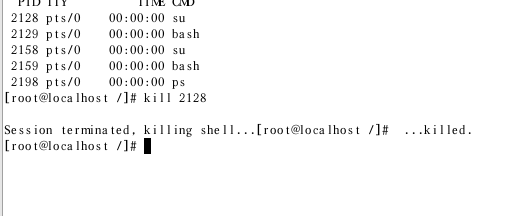 PID TTY TIME CMD
2128 pts/0 00:00:00 su
2129 pts/0 00:00:00 bash
2158 pts/0 00:00:00 su
2159 pts/0 00:00:00 bash
2198 pts/0 00:00:00 ps
[root@localhost /]# kill 2128
Session terminated, killing shell...[root@localhost /]#  ...killed.
[root@localhost /]#